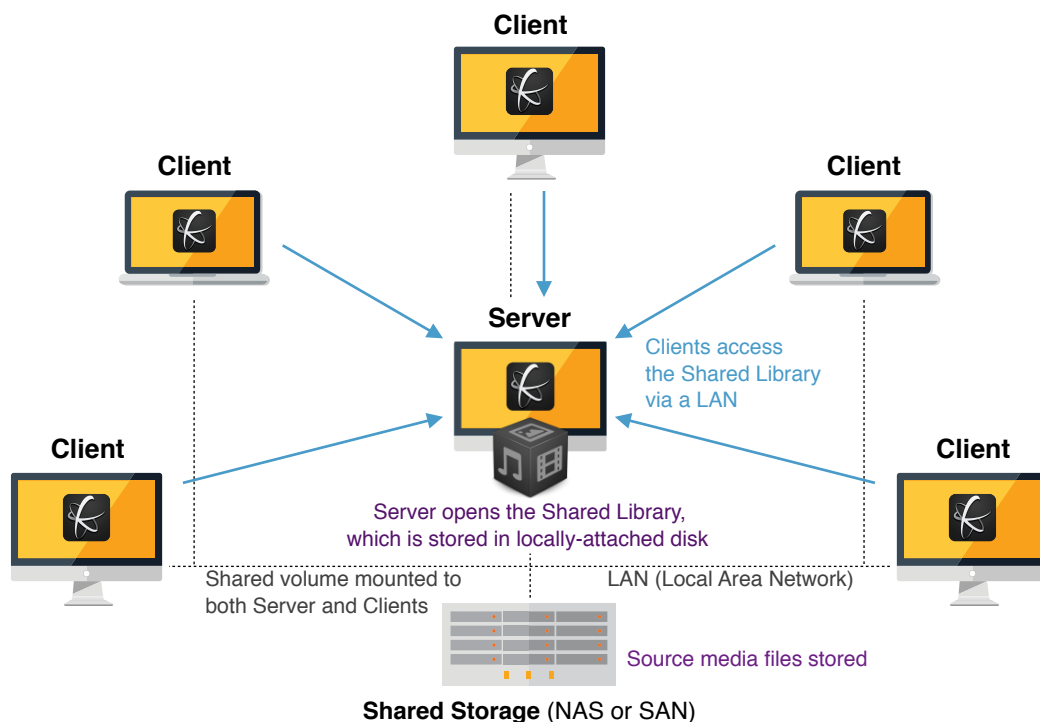 Client
Client
Client
Server
Clients access
the Shared Library
via a LAN
Client
Client
Server opens the Shared Library,
which is stored in locally-attached disk
Shared volume mounted to
both Server and Clients
LAN (Local Area Network)
Source media files stored
Shared Storage (NAS or SAN)